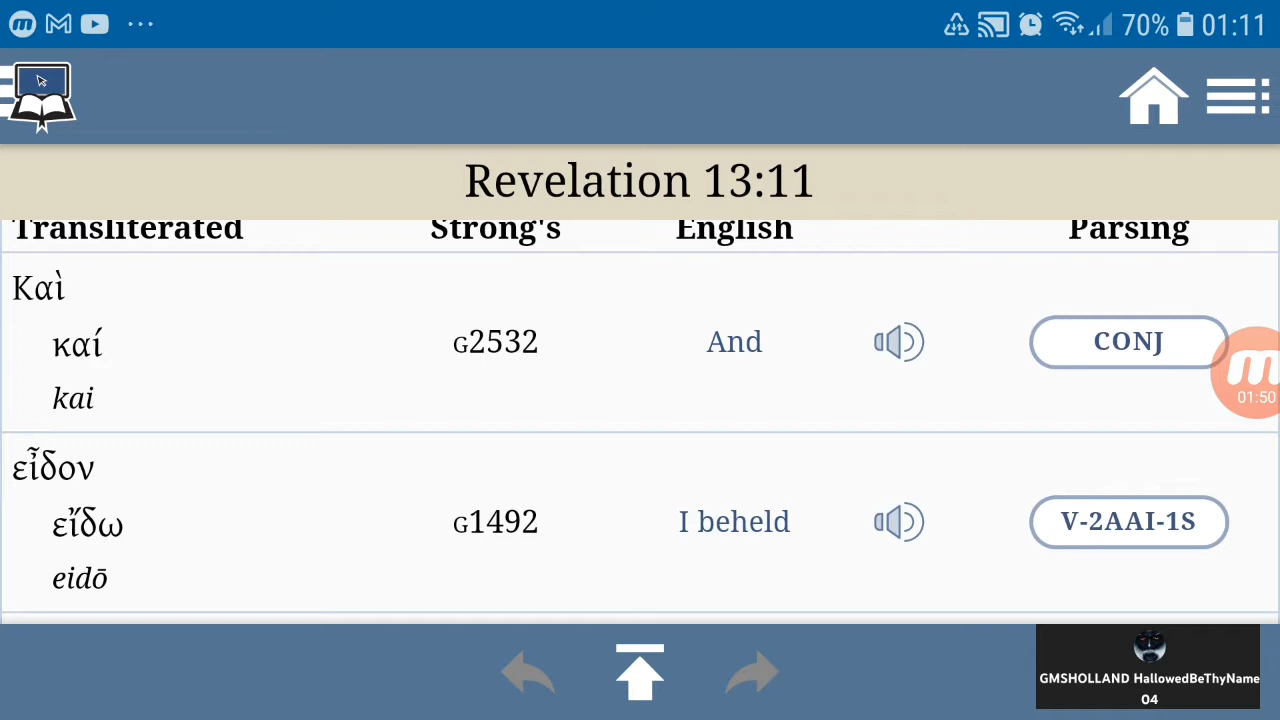 70% 01:11
Revelation 13:11
Transliterated Strong's English Parsing
Καὶ
καί G2532 And CONJ
kai
01:50
εἶδον
εἴδω G1492 I beheld V-2AAI-1S
eidō
GMSHOLLAND HallowedBeThyName
04